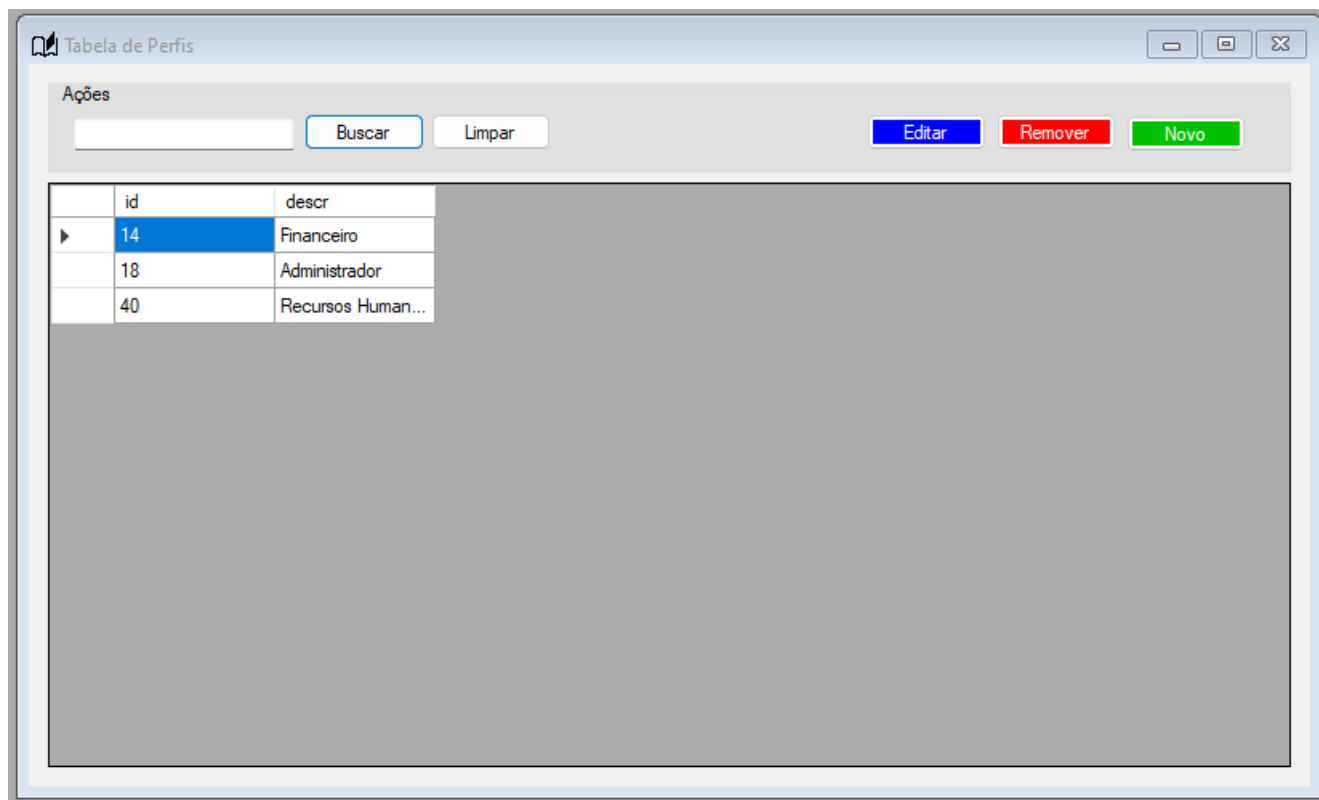 Tabela de Perfis
Ações
Buscar Limpar Editar Remover Novo
id descr
14 Financeiro
18 Administrador
40 Recursos Human...